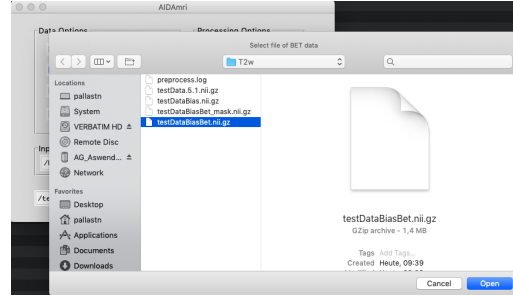 AIDAmri
Data Options
Processing Options
Select file of BET data
T2w
Locations
pallastn
System
VERBATIM HD
Remote Disc
AG_Aswend...
Network
Favorites
Desktop
pallastn
Applications
Documents
Downloads
preprocess.log
testData.5.1.nii.gz
testDataBias.nii.gz
testDataBiasBet_mask.nii.gz
testDataBiasBet.nii.gz
testDataBiasBet.nii.gz
GZip archive - 1,4 MB
Tags Add Tags...
Created Heute, 09:39
Cancel
Open
Inp
/te